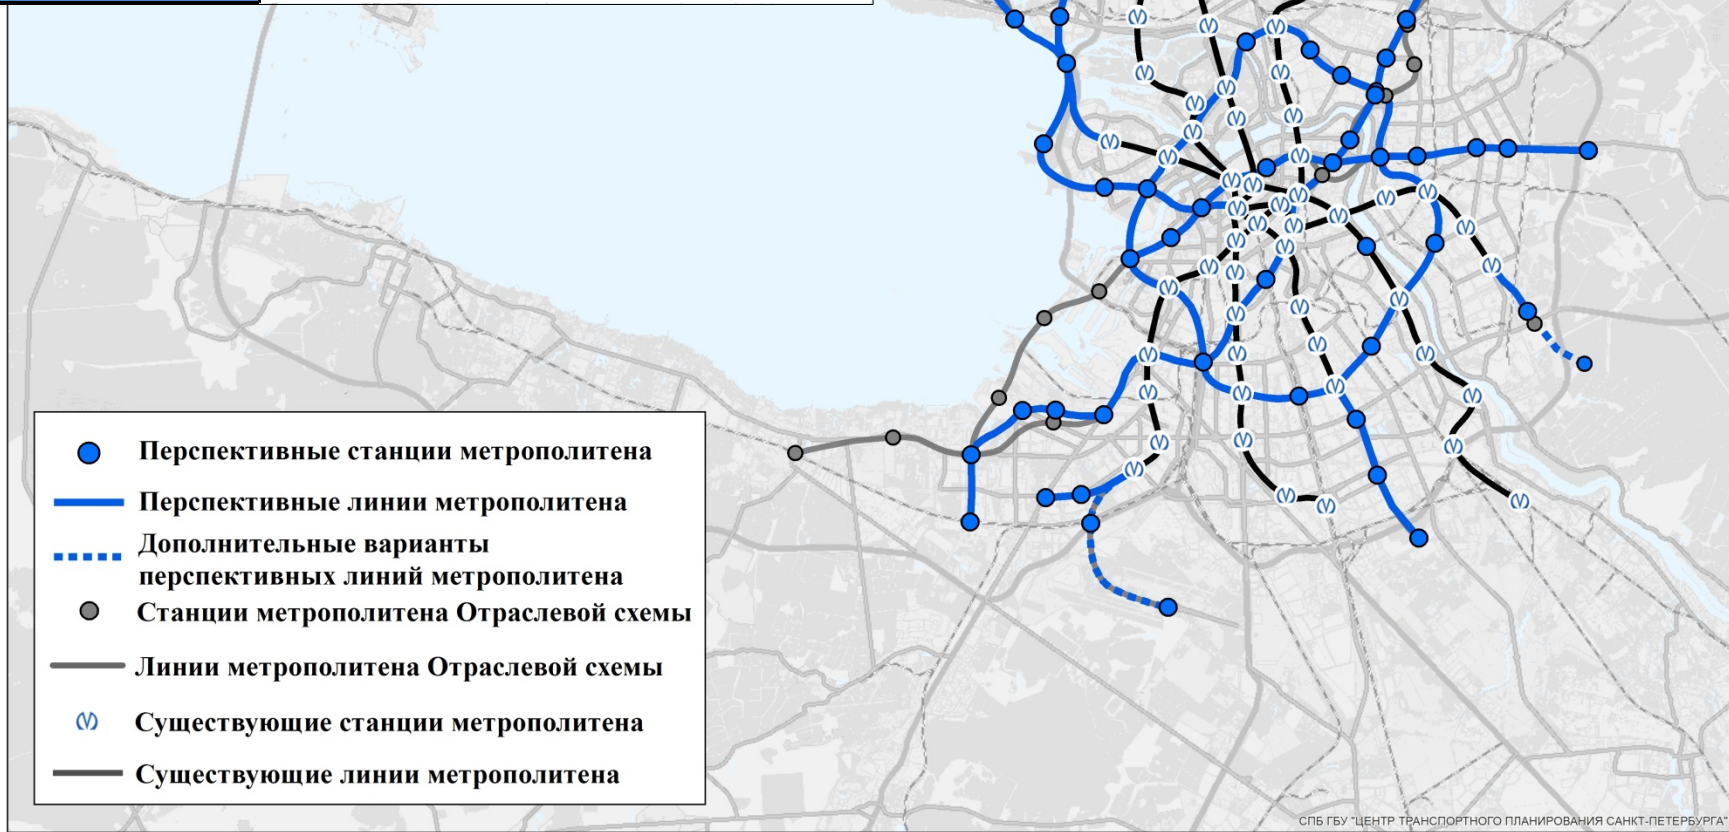 Перспективные станции метрополитена
Перспективные линии метрополитена
Дополнительные варианты
перспективных линий метрополитена
Станции метрополитена Отраслевой схемы
Линии метрополитена Отраслевой схемы
Существующие станции метрополитена
Существующие линии метрополитена
СПБ ГБУ "ЦЕНТР ТРАНСПОРТНОГО ПЛАНИРОВАНИЯ САНКТ-ПЕТЕРБУРГА"